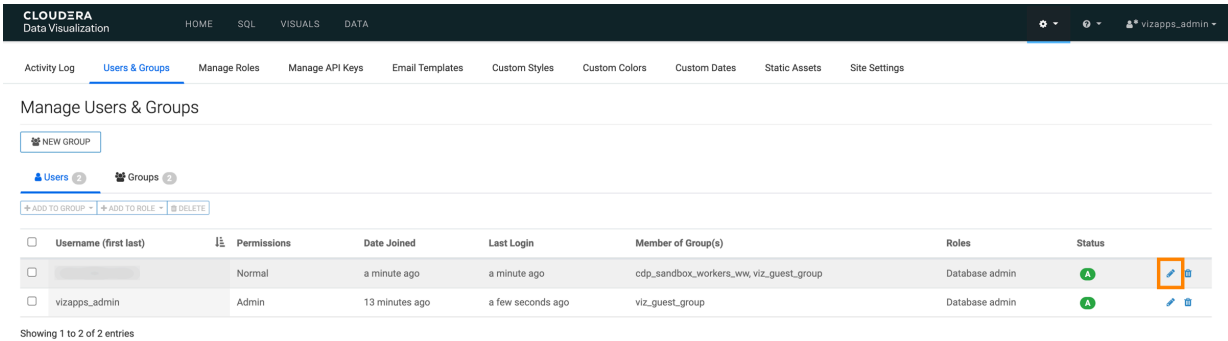 CLOUDERA
Data Visualization
HOME SQL VISUALS DATA vizapps_admin
Activity Log Users & Groups Manage Roles Manage API Keys Email Templates Custom Styles Custom Colors Custom Dates Static Assets Site Settings
Manage Users & Groups
NEW GROUP
Users 2 Groups 2
+ ADD TO GROUP + ADD TO ROLE DELETE
Username (first last) Permissions Date Joined Last Login Member of Group(s) Roles Status
Normal a minute ago a minute ago cdp_sandbox_workers_ww, viz_guest_group Database admin A
vizapps_admin Admin 13 minutes ago a few seconds ago viz_guest_group Database admin A
Showing 1 to 2 of 2 entries